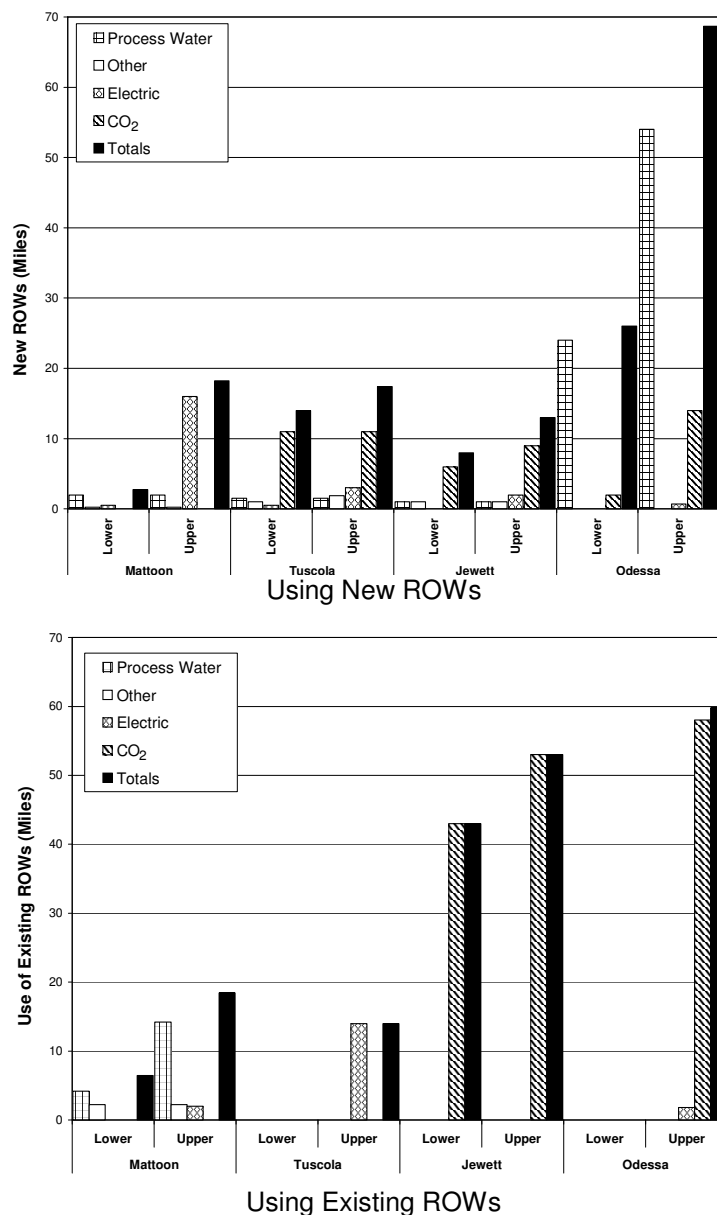 70
60
50
40
30
20
10
0
New ROWs (Miles)
Process Water
Other
Electric
CO₂
Totals
Lower
Upper
Lower
Upper
Lower
Upper
Lower
Upper
Mattoon
Tuscola
Jewett
Odessa
Using New ROWs
70
60
50
40
30
20
10
0
Use of Existing ROWs (Miles)
Process Water
Other
Electric
CO₂
Totals
Lower
Upper
Lower
Upper
Lower
Upper
Lower
Upper
Mattoon
Tuscola
Jewett
Odessa
Using Existing ROWs